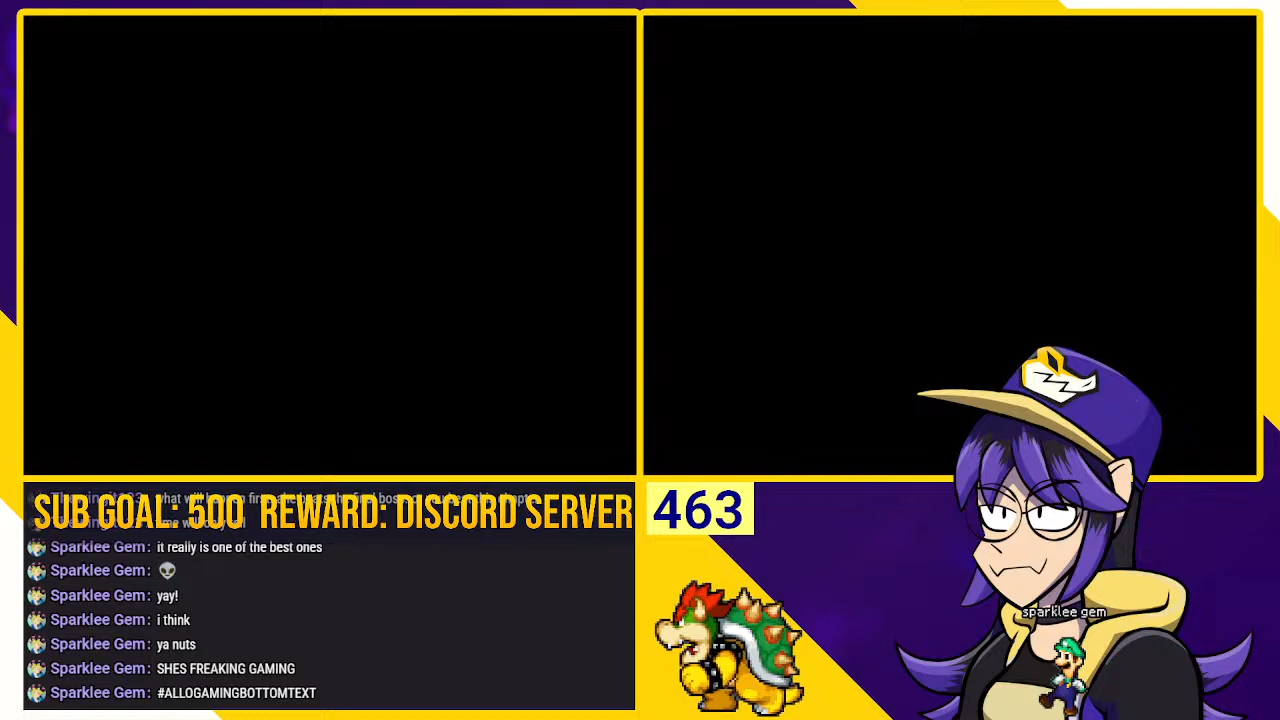 SUB GOAL: 500 REWARD: DISCORD SERVER
463
Sparklee Gem: it really is one of the best ones
Sparklee Gem: 👽
Sparklee Gem: yay!
Sparklee Gem: i think
Sparklee Gem: ya nuts
Sparklee Gem: SHES FREAKING GAMING
Sparklee Gem: #ALLOGAMINGBOTTOMTEXT
sparklee gem